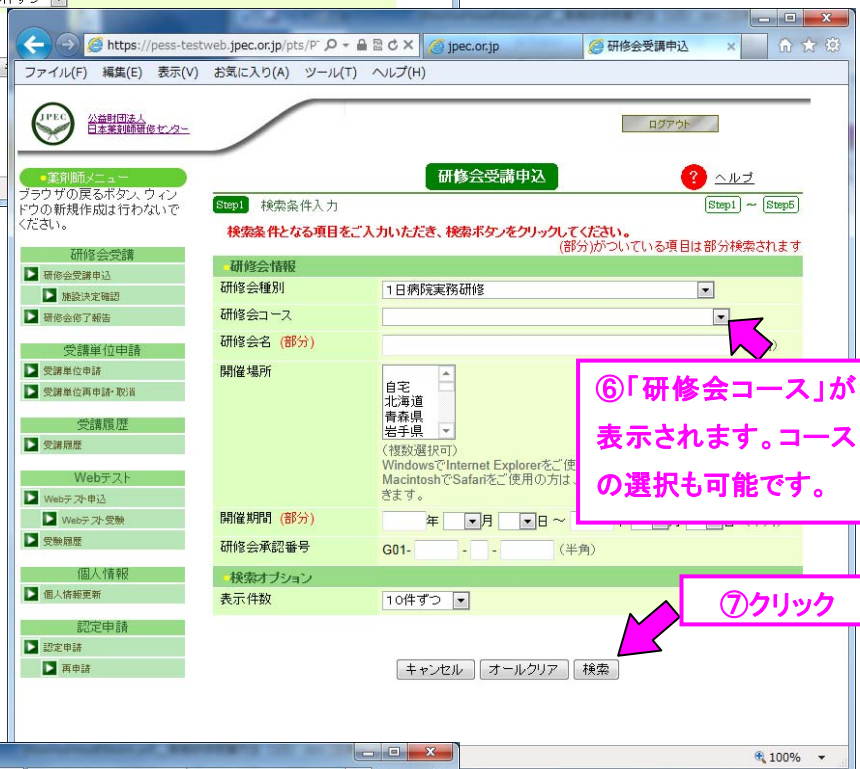 https://pess-testweb.jpec.or.jp/pts/
jpec.or.jp
研修会受講申込
ファイル(F) 編集(E) 表示(V) お気に入り(A) ツール(T) ヘルプ(H)
JPEC
公益財団法人
日本薬剤師研修センター
ログアウト
薬剤師メニュー
ブラウザの戻るボタン、ウィン
ドウの新規作成は行わないで
ください。
研修会受講
研修会受講申込
施設決定確認
研修会修了報告
受講単位申請
受講単位申請
受講単位再申請・取消
受講履歴
受講履歴
Webテスト
Webテスト申込
Webテスト受験
受験履歴
個人情報
個人情報更新
認定申請
認定申請
再申請
研修会受講申込
? ヘルプ
Step1 検索条件入力
Step1 ~ Step5
検索条件となる項目をご入力いただき、検索ボタンをクリックしてください。
(部分)がついている項目は部分検索されます
研修会情報
研修会種別 1日病院実務研修
研修会コース
研修会名 (部分)
開催場所
自宅
北海道
青森県
岩手県
(複数選択可)
WindowsでInternet Explorerをご使
MacintoshでSafariをご使用の方は、
きます。
開催期間 (部分) 年 月 日 ~
研修会承認番号 G01- - - (半角)
検索オプション
表示件数 10件ずつ
キャンセル オールクリア 検索
⑥「研修会コース」が
表示されます。コース
の選択も可能です。
⑦クリック
100%